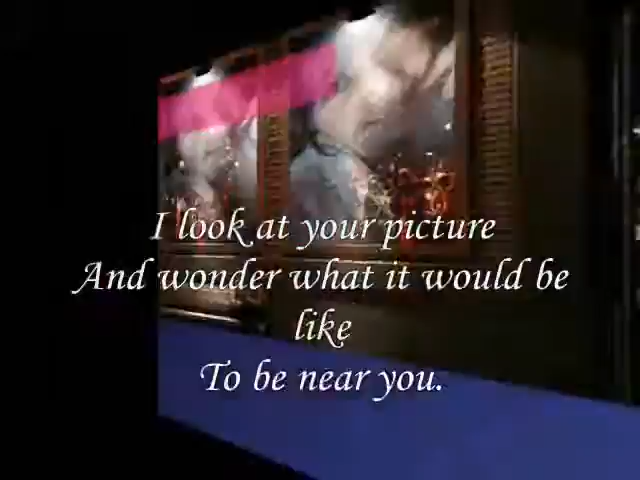 I look at your picture
And wonder what it would be
like
To be near you.